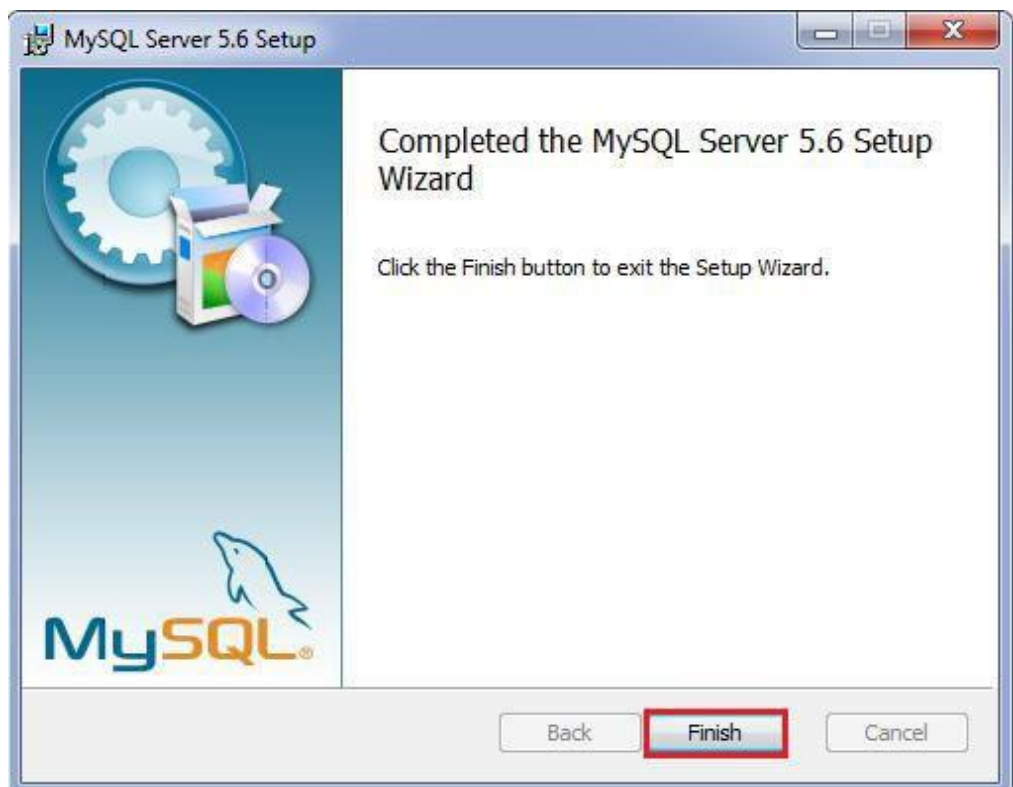 MySQL Server 5.6 Setup
Completed the MySQL Server 5.6 Setup
Wizard
Click the Finish button to exit the Setup Wizard.
MySQL®
Back
Finish
Cancel